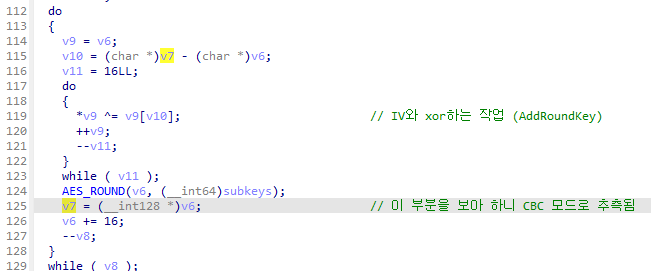 112 do
113 {
114 v9 = v6;
115 v10 = (char *)v7 - (char *)v6;
116 v11 = 16LL;
117 do
118 {
119 *v9 ^= v9[v10]; // IV와 xor하는 작업 (AddRoundKey)
120 ++v9;
121 --v11;
122 }
123 while ( v11 );
124 AES_ROUND(v6, (__int64)subkeys);
125 v7 = (__int128 *)v6; // 이 부분을 보아 하니 CBC 모드로 추측됨
126 v6 += 16;
127 --v8;
128 }
129 while ( v8 );